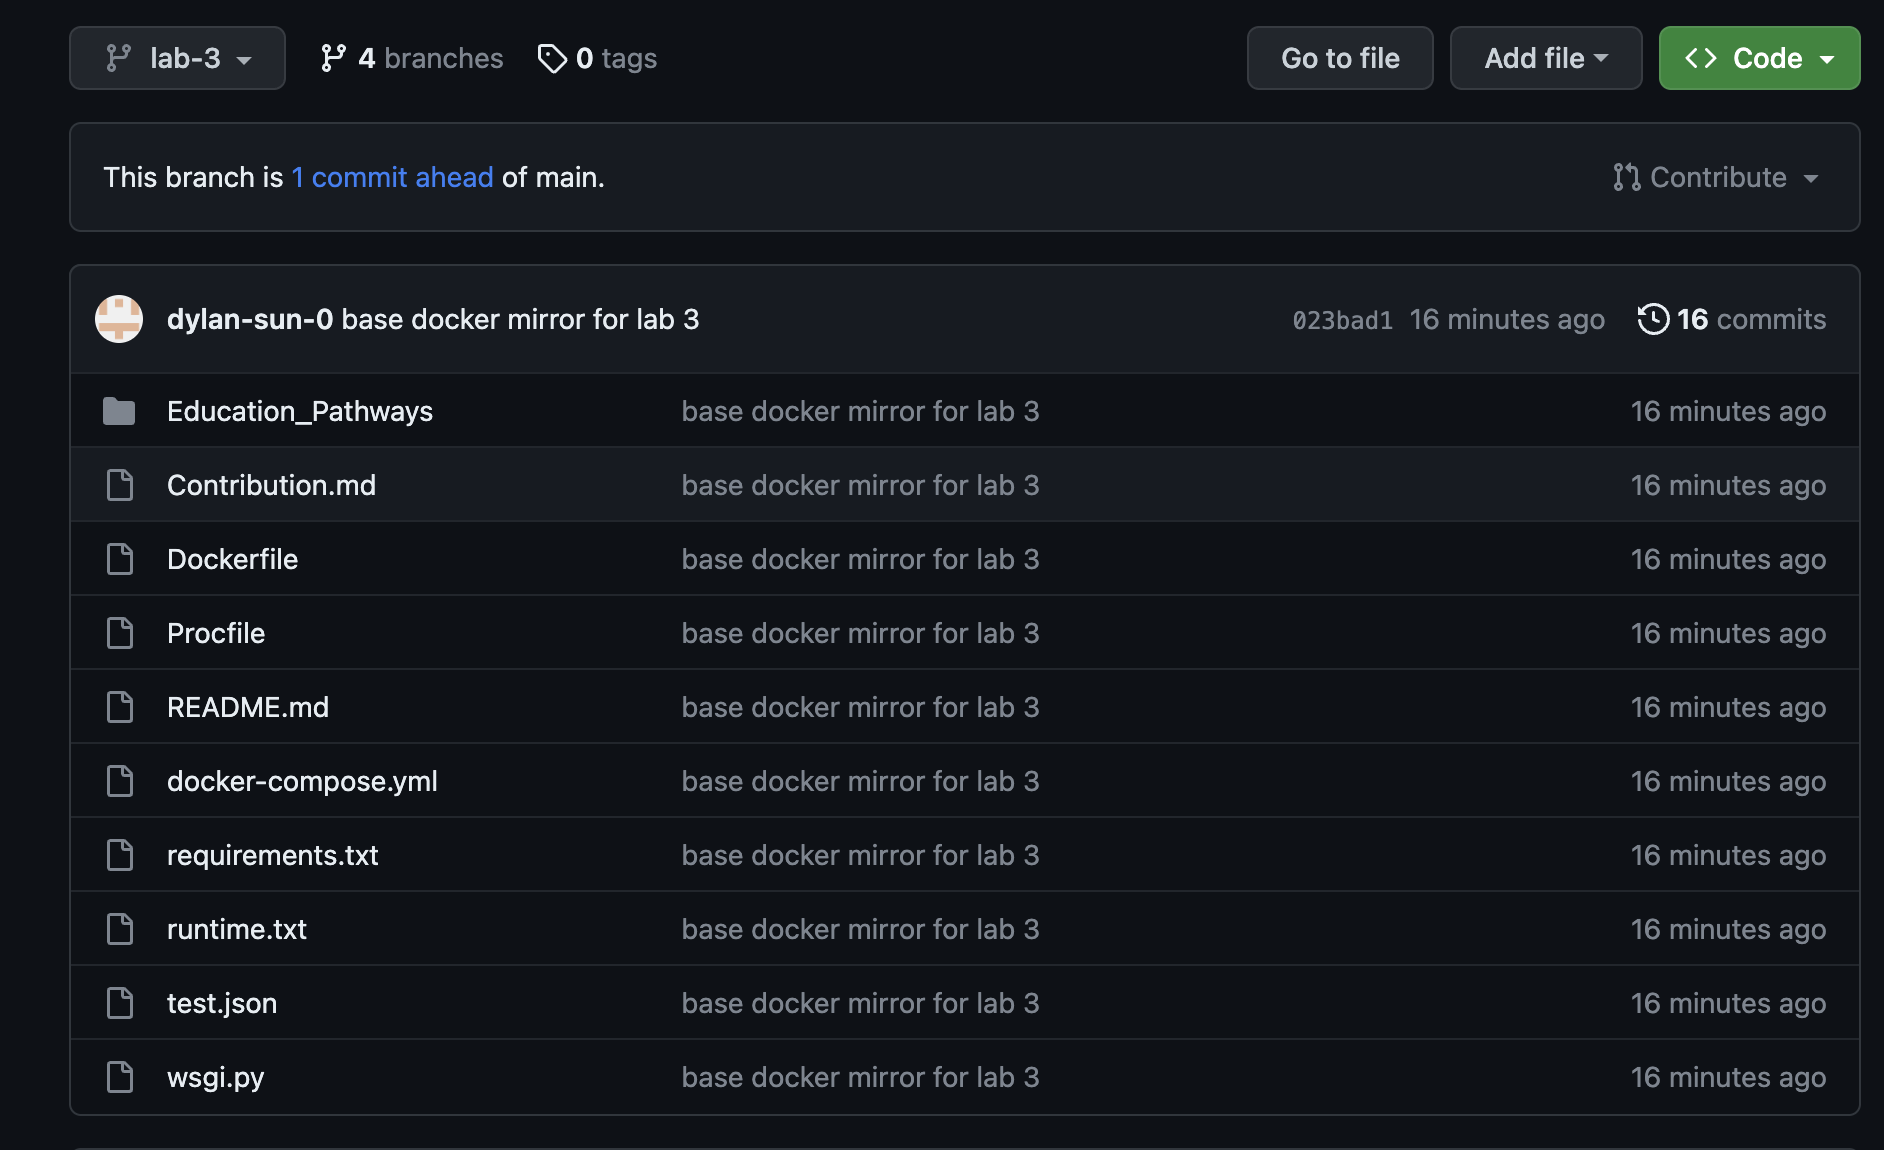 lab-3 4 branches 0 tags Go to file Add file Code
This branch is 1 commit ahead of main. Contribute
dylan-sun-0 base docker mirror for lab 3 023bad1 16 minutes ago 16 commits
Education_Pathways base docker mirror for lab 3 16 minutes ago
Contribution.md base docker mirror for lab 3 16 minutes ago
Dockerfile base docker mirror for lab 3 16 minutes ago
Procfile base docker mirror for lab 3 16 minutes ago
README.md base docker mirror for lab 3 16 minutes ago
docker-compose.yml base docker mirror for lab 3 16 minutes ago
requirements.txt base docker mirror for lab 3 16 minutes ago
runtime.txt base docker mirror for lab 3 16 minutes ago
test.json base docker mirror for lab 3 16 minutes ago
wsgi.py base docker mirror for lab 3 16 minutes ago